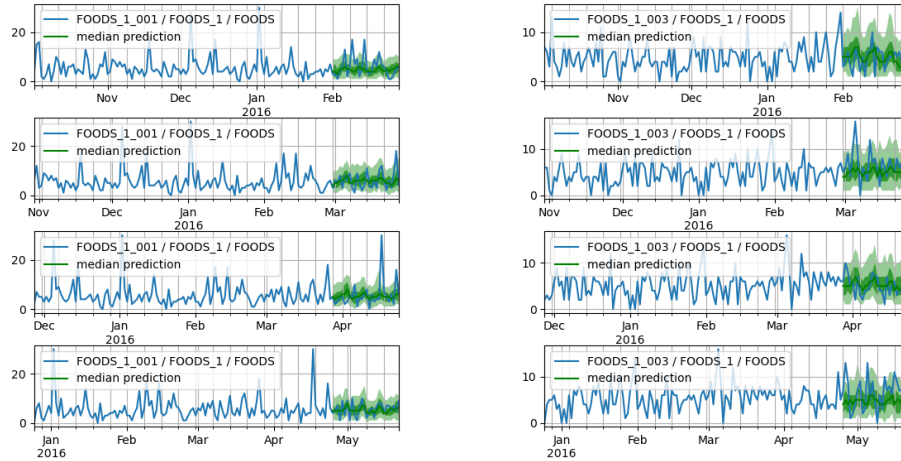 FOODS_1_001 / FOODS_1 / FOODS
median prediction
20
0
Nov Dec Jan Feb
2016
FOODS_1_003 / FOODS_1 / FOODS
median prediction
10
0
Nov Dec Jan Feb
2016
FOODS_1_001 / FOODS_1 / FOODS
median prediction
20
0
Nov Dec Jan Feb Mar
2016
FOODS_1_003 / FOODS_1 / FOODS
median prediction
10
0
Nov Dec Jan Feb Mar
2016
FOODS_1_001 / FOODS_1 / FOODS
median prediction
20
0
Dec Jan Feb Mar Apr
2016
FOODS_1_003 / FOODS_1 / FOODS
median prediction
10
0
Dec Jan Feb Mar Apr
2016
FOODS_1_001 / FOODS_1 / FOODS
median prediction
20
0
Jan Feb Mar Apr May
2016
FOODS_1_003 / FOODS_1 / FOODS
median prediction
10
0
Jan Feb Mar Apr May
2016